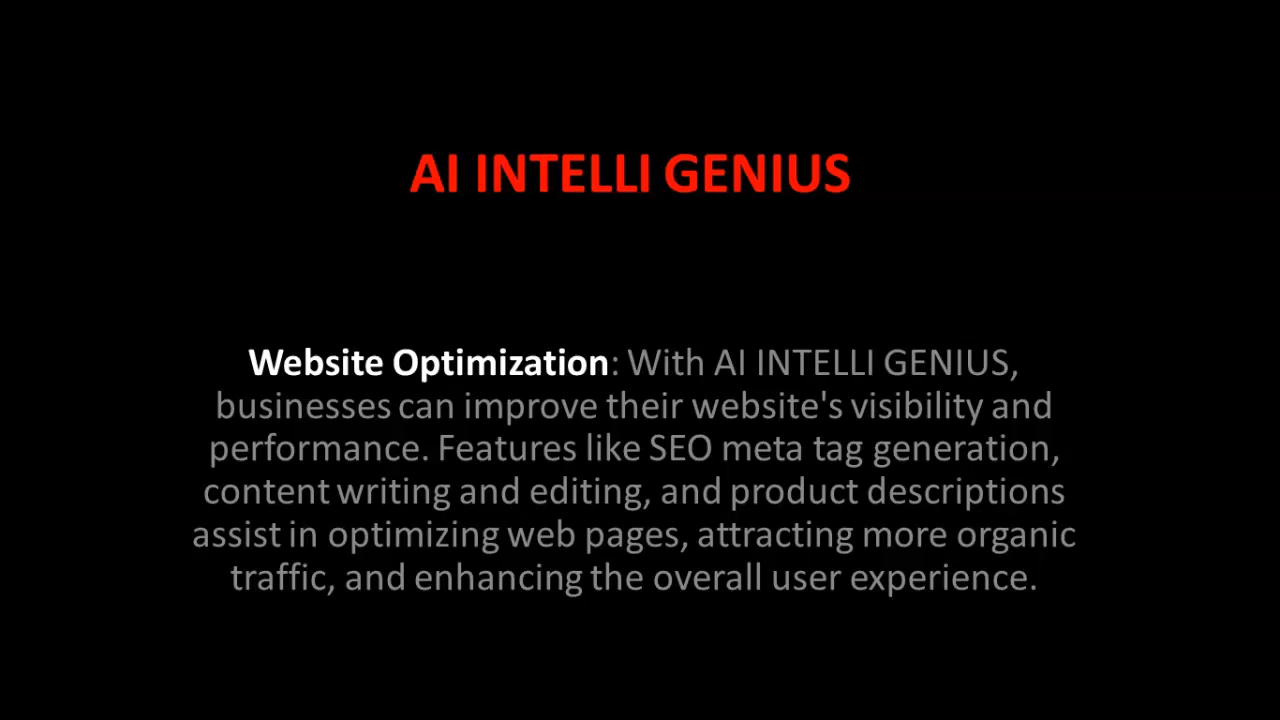 AI INTELLI GENIUS
Website Optimization: With AI INTELLI GENIUS,
businesses can improve their website's visibility and
performance. Features like SEO meta tag generation,
content writing and editing, and product descriptions
assist in optimizing web pages, attracting more organic
traffic, and enhancing the overall user experience.